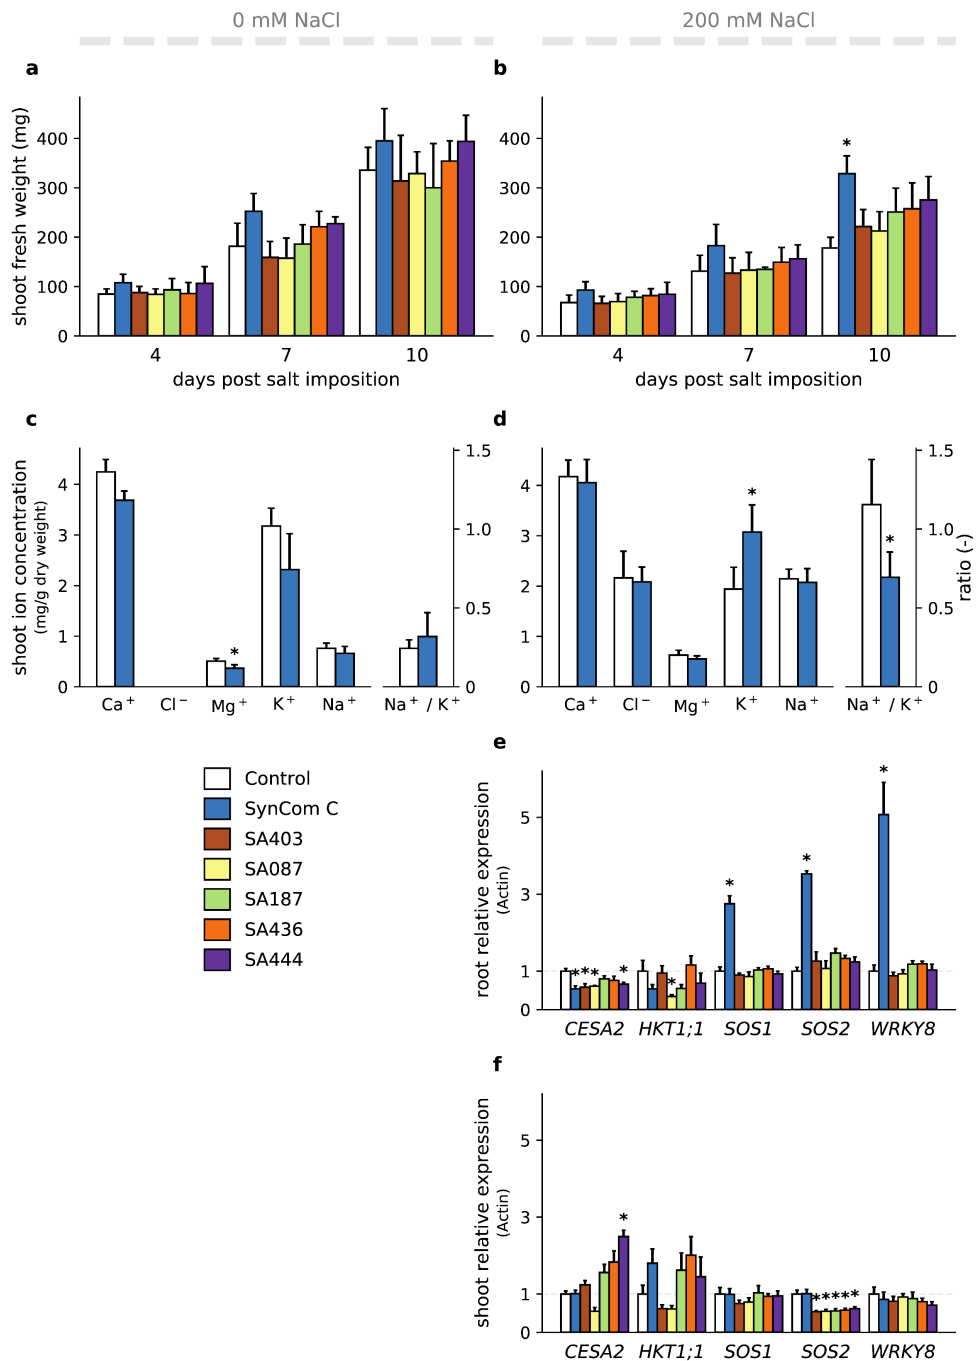 0 mM NaCl
200 mM NaCl
a
b
shoot fresh weight (mg)
400
300
200
100
0
4
7
10
days post salt imposition
400
300
200
100
0
*
4
7
10
days post salt imposition
c
d
shoot ion concentration
(mg/g dry weight)
4
3
2
1
0
*
1.5
1.0
0.5
0
Ca⁺
Cl⁻
Mg⁺
K⁺
Na⁺
Na⁺ / K⁺
4
3
2
1
0
*
*
1.5
1.0
0.5
0
ratio (-)
Ca⁺
Cl⁻
Mg⁺
K⁺
Na⁺
Na⁺ / K⁺
Control
SynCom C
SA403
SA087
SA187
SA436
SA444
e
root relative expression
(Actin)
5
3
1
0
* * * *
*
*
*
*
CESA2
HKT1;1
SOS1
SOS2
WRKY8
f
shoot relative expression
(Actin)
5
3
1
0
*
*****
CESA2
HKT1;1
SOS1
SOS2
WRKY8